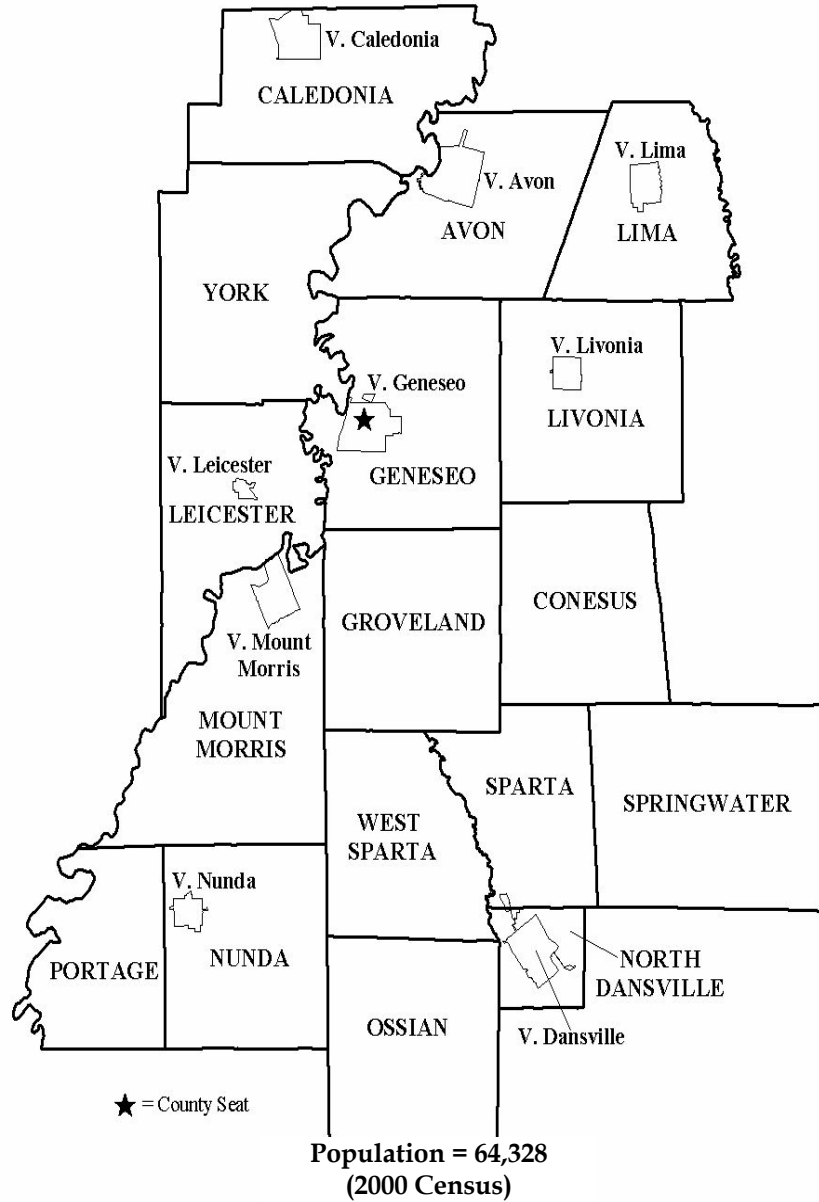 V. Caledonia
CALEDONIA
V. Lima
V. Avon
AVON
LIMA
YORK
V. Livonia
V. Geneseo
LIVONIA
V. Leicester
GENESEO
LEICESTER
CONESUS
GROVELAND
V. Mount
Morris
MOUNT
MORRIS
SPARTA
SPRINGWATER
WEST
SPARTA
V. Nunda
NUNDA
PORTAGE
NORTH
DANSVILLE
OSSIAN
V. Dansville
= County Seat
Population = 64,328
(2000 Census)